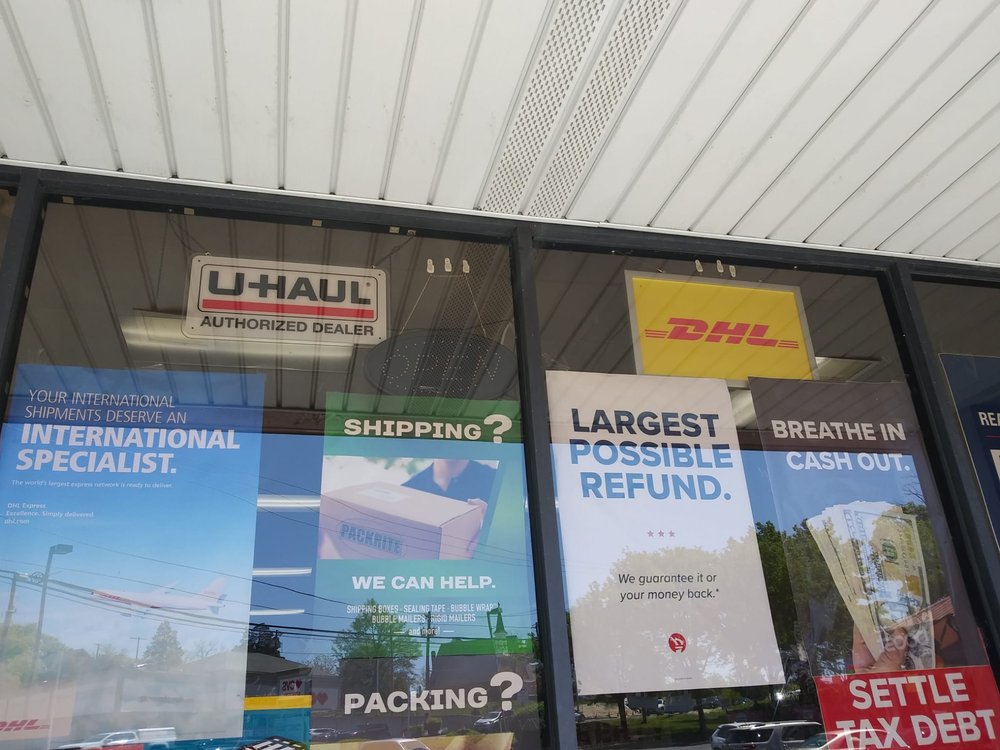 U-HAUL
AUTHORIZED DEALER
DHL
YOUR INTERNATIONAL
SHIPMENTS DESERVE AN
INTERNATIONAL
SPECIALIST.
The world's largest express network is ready to deliver.
DHL Express
Excellence. Simply delivered.
dhl.com
DHL
SHIPPING?
PACKRITE
WE CAN HELP.
SHIPPING BOXES - SEALING TAPE - BUBBLE WRAP
BUBBLE MAILERS - RIGID MAILERS
and more!
PACKING?
LARGEST
POSSIBLE
REFUND.
We guarantee it or
your money back.*
BREATHE IN
CASH OUT.
SETTLE
TAX DEBT
REA